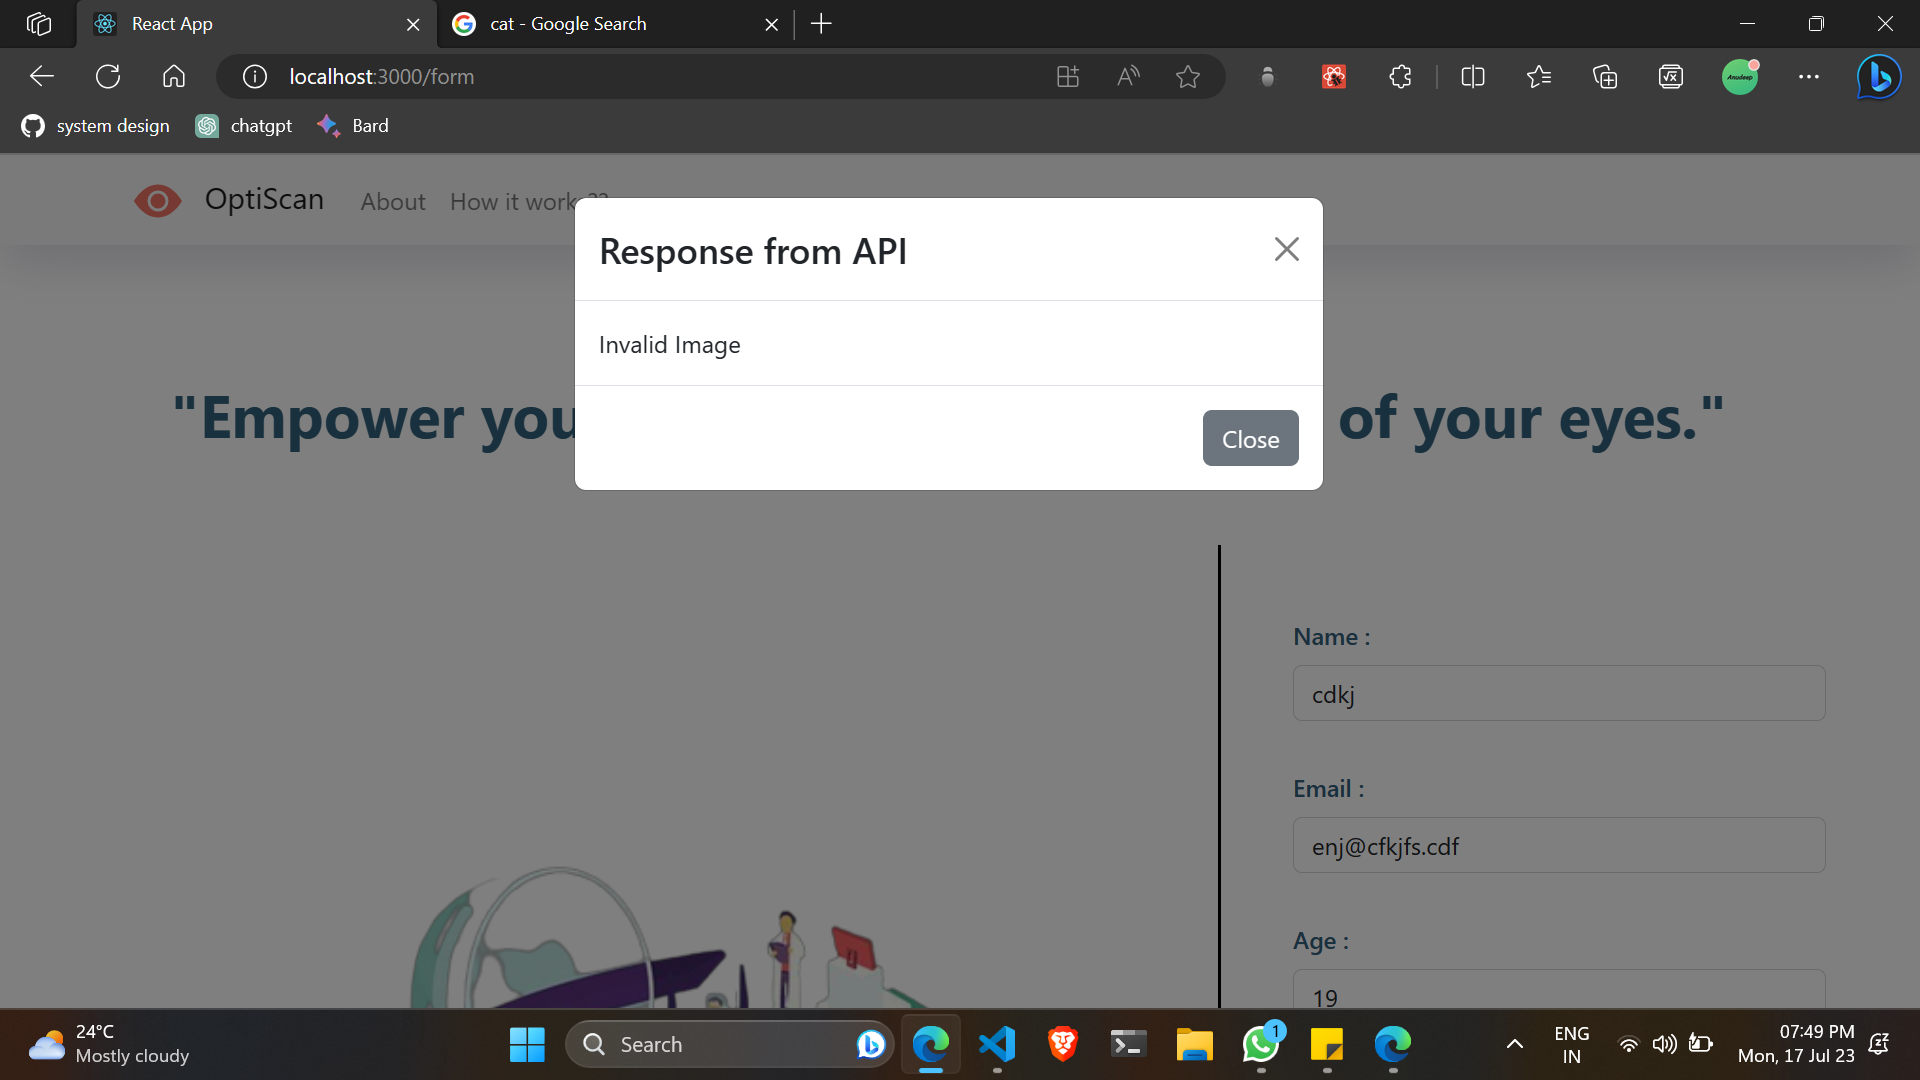 React App
cat - Google Search
localhost:3000/form
system design
chatgpt
Bard
OptiScan
About
How it work
Response from API
Invalid Image
Close
"Empower you
of your eyes."
Name :
cdkj
Email :
enj@cfkjfs.cdf
Age :
19
24°C
Mostly cloudy
Search
1
ENG
IN
07:49 PM
Mon, 17 Jul 23